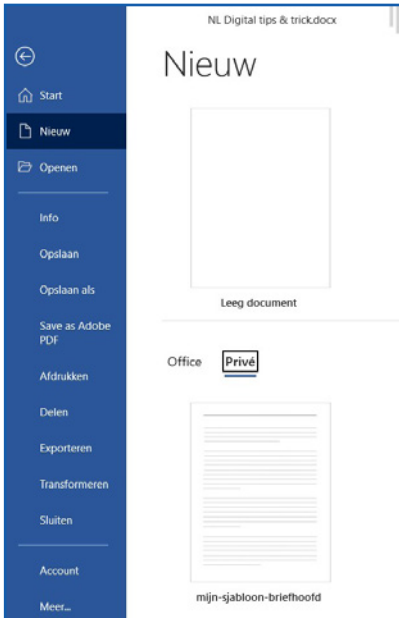 NL Digital tips & trick.docx
Nieuw
Start
Nieuw
Openen
Info
Opslaan
Opslaan als
Save as Adobe
PDF
Afdrukken
Delen
Exporteren
Transformeren
Sluiten
Account
Meer...
Leeg document
Office Privé
mijn-sjabloon-briefhoofd